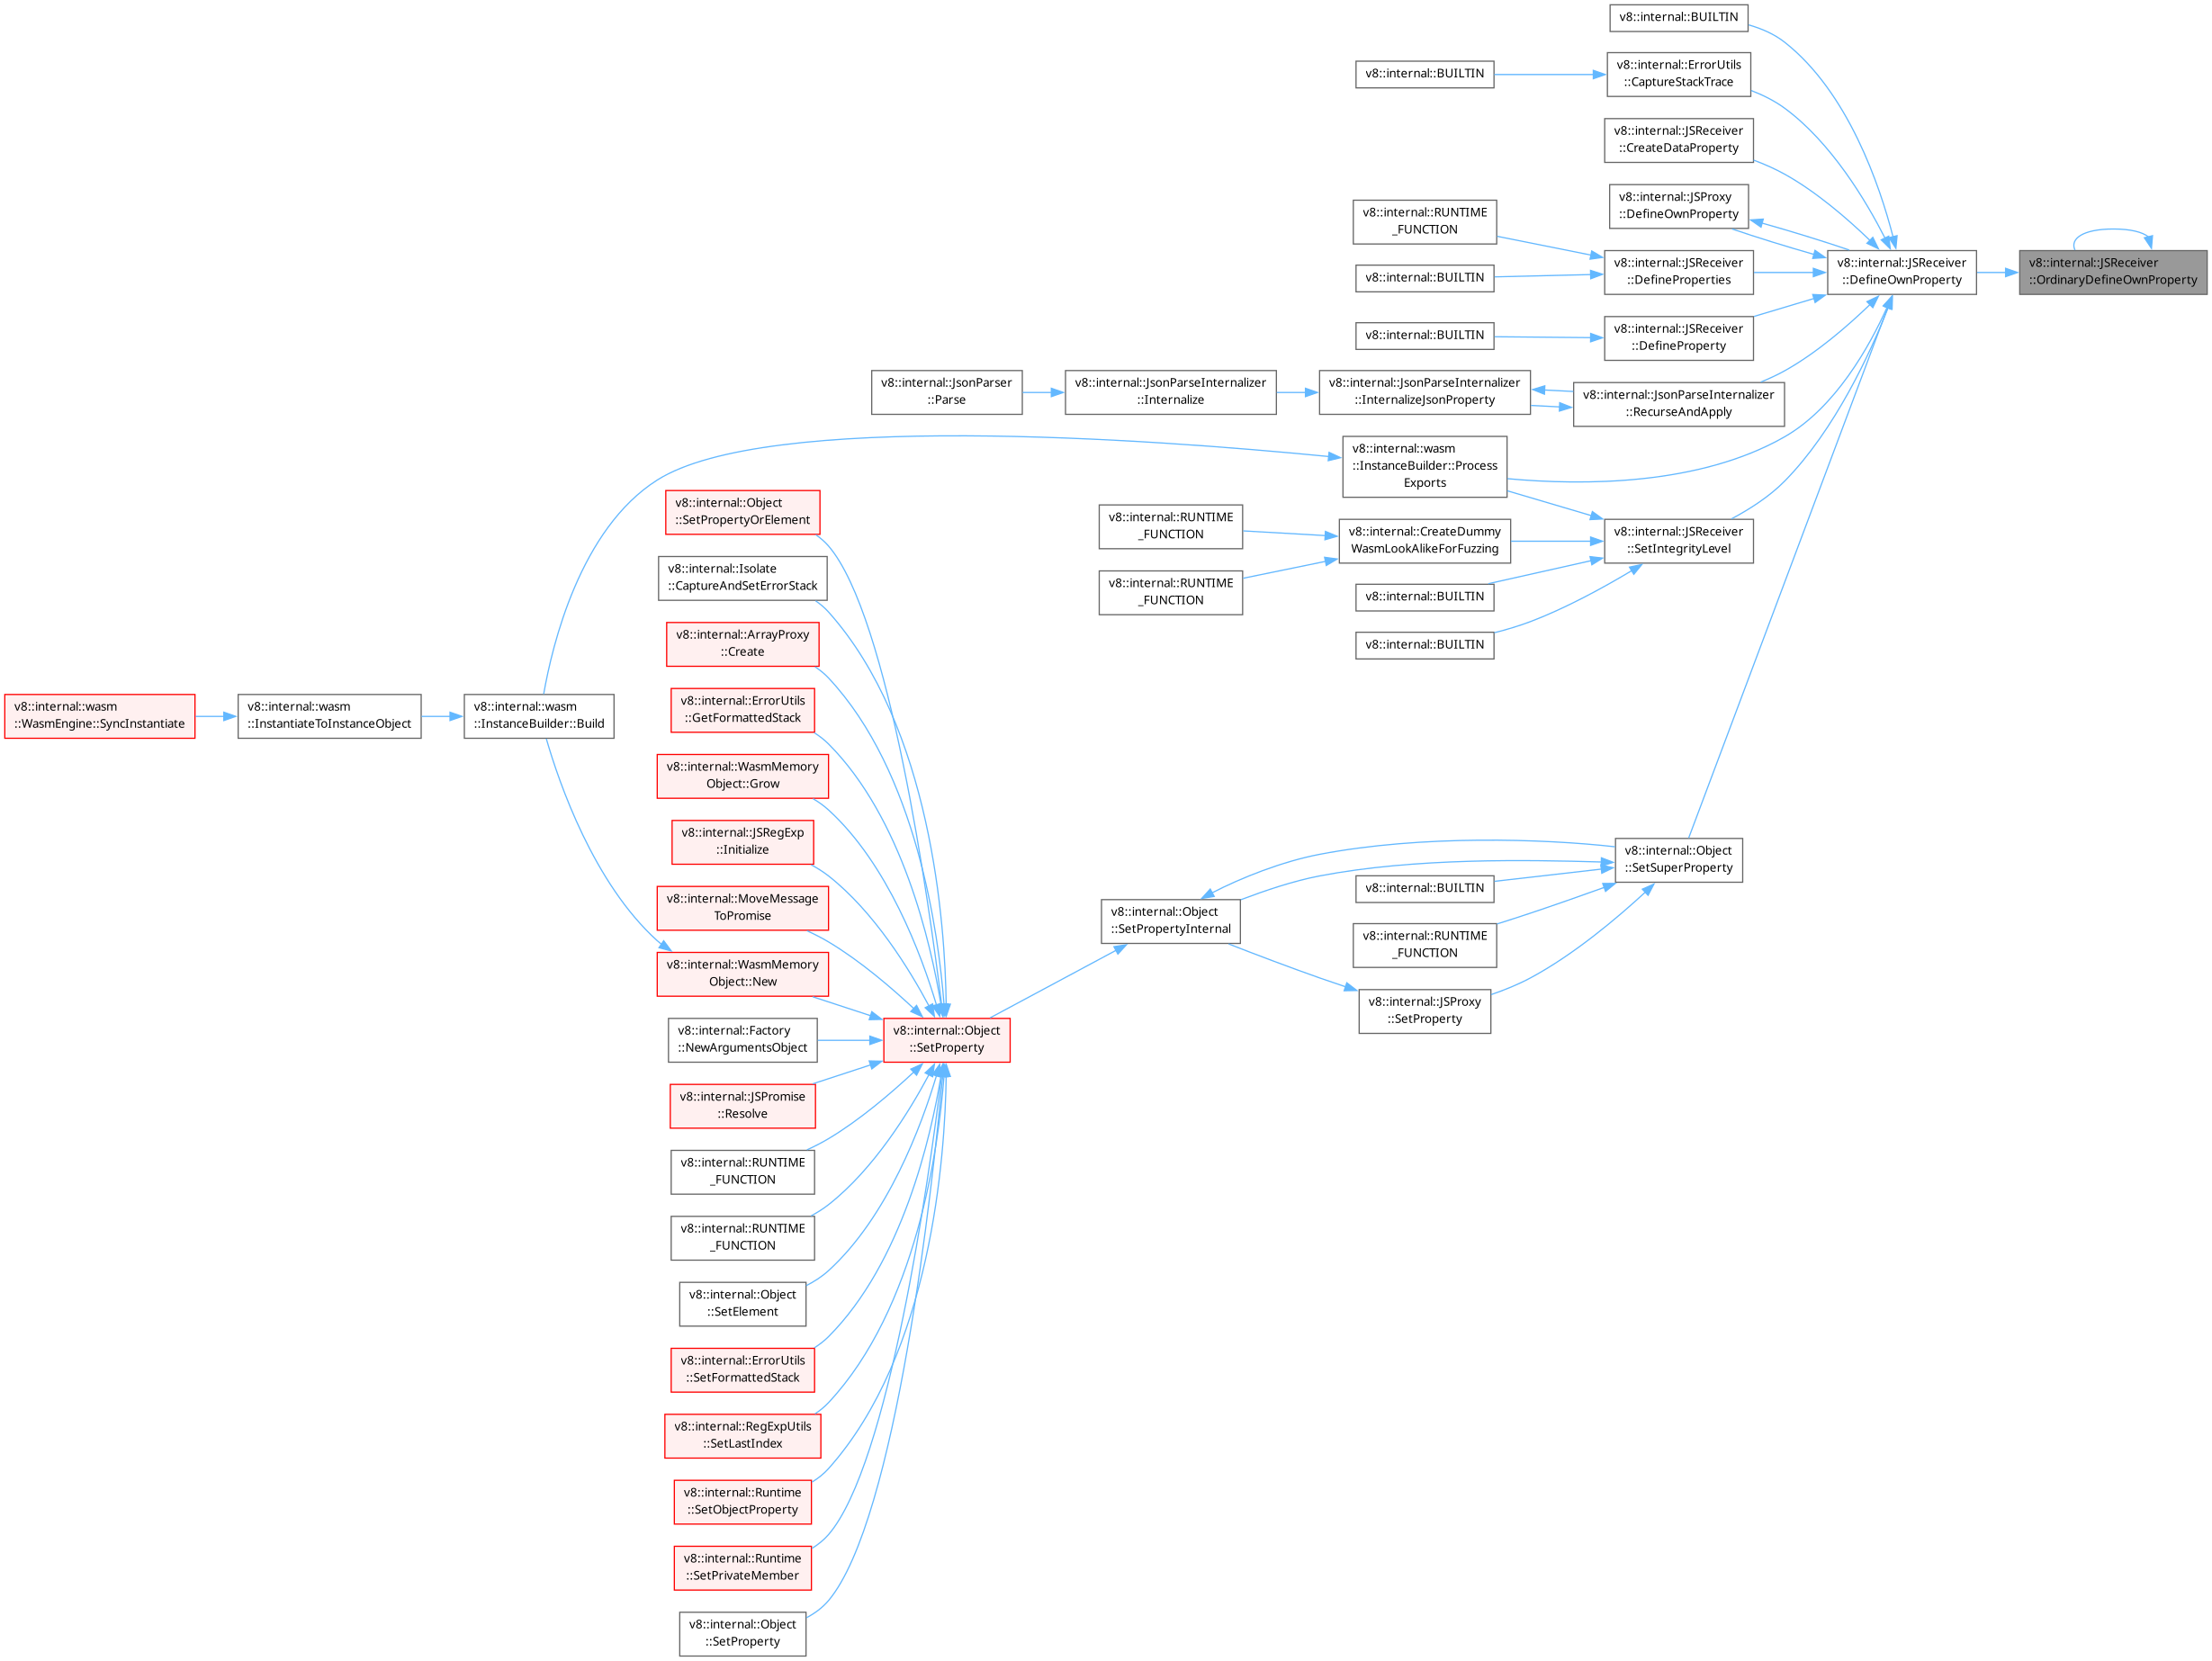 v8::internal::BUILTIN
v8::internal::ErrorUtils
::CaptureStackTrace
v8::internal::BUILTIN
v8::internal::JSReceiver
::CreateDataProperty
v8::internal::JSProxy
::DefineOwnProperty
v8::internal::RUNTIME
_FUNCTION
v8::internal::JSReceiver
::DefineProperties
v8::internal::BUILTIN
v8::internal::JSReceiver
::DefineOwnProperty
v8::internal::JSReceiver
::OrdinaryDefineOwnProperty
v8::internal::BUILTIN
v8::internal::JSReceiver
::DefineProperty
v8::internal::JsonParser
::Parse
v8::internal::JsonParseInternalizer
::Internalize
v8::internal::JsonParseInternalizer
::InternalizeJsonProperty
v8::internal::JsonParseInternalizer
::RecurseAndApply
v8::internal::wasm
::InstanceBuilder::Process
Exports
v8::internal::Object
::SetPropertyOrElement
v8::internal::RUNTIME
_FUNCTION
v8::internal::CreateDummy
WasmLookAlikeForFuzzing
v8::internal::JSReceiver
::SetIntegrityLevel
v8::internal::Isolate
::CaptureAndSetErrorStack
v8::internal::RUNTIME
_FUNCTION
v8::internal::BUILTIN
v8::internal::ArrayProxy
::Create
v8::internal::BUILTIN
v8::internal::wasm
::WasmEngine::SyncInstantiate
v8::internal::wasm
::InstantiateToInstanceObject
v8::internal::wasm
::InstanceBuilder::Build
v8::internal::ErrorUtils
::GetFormattedStack
v8::internal::WasmMemory
Object::Grow
v8::internal::JSRegExp
::Initialize
v8::internal::Object
::SetSuperProperty
v8::internal::MoveMessage
ToPromise
v8::internal::BUILTIN
v8::internal::Object
::SetPropertyInternal
v8::internal::RUNTIME
_FUNCTION
v8::internal::WasmMemory
Object::New
v8::internal::JSProxy
::SetProperty
v8::internal::Factory
::NewArgumentsObject
v8::internal::Object
::SetProperty
v8::internal::JSPromise
::Resolve
v8::internal::RUNTIME
_FUNCTION
v8::internal::RUNTIME
_FUNCTION
v8::internal::Object
::SetElement
v8::internal::ErrorUtils
::SetFormattedStack
v8::internal::RegExpUtils
::SetLastIndex
v8::internal::Runtime
::SetObjectProperty
v8::internal::Runtime
::SetPrivateMember
v8::internal::Object
::SetProperty